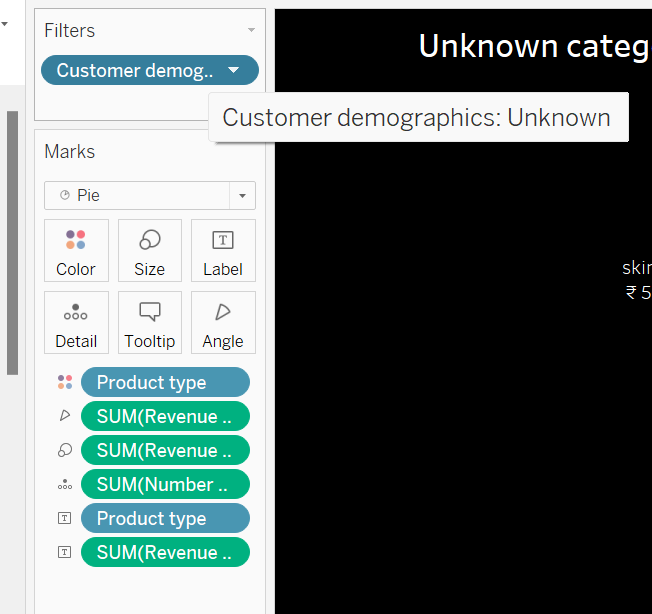 Filters
Customer demog..
Customer demographics: Unknown
Marks
Pie
Color
Size
Label
Detail
Tooltip
Angle
Product type
SUM(Revenue ..
SUM(Revenue ..
SUM(Number ..
Product type
SUM(Revenue ..
Unknown categ
skin
₹ 5